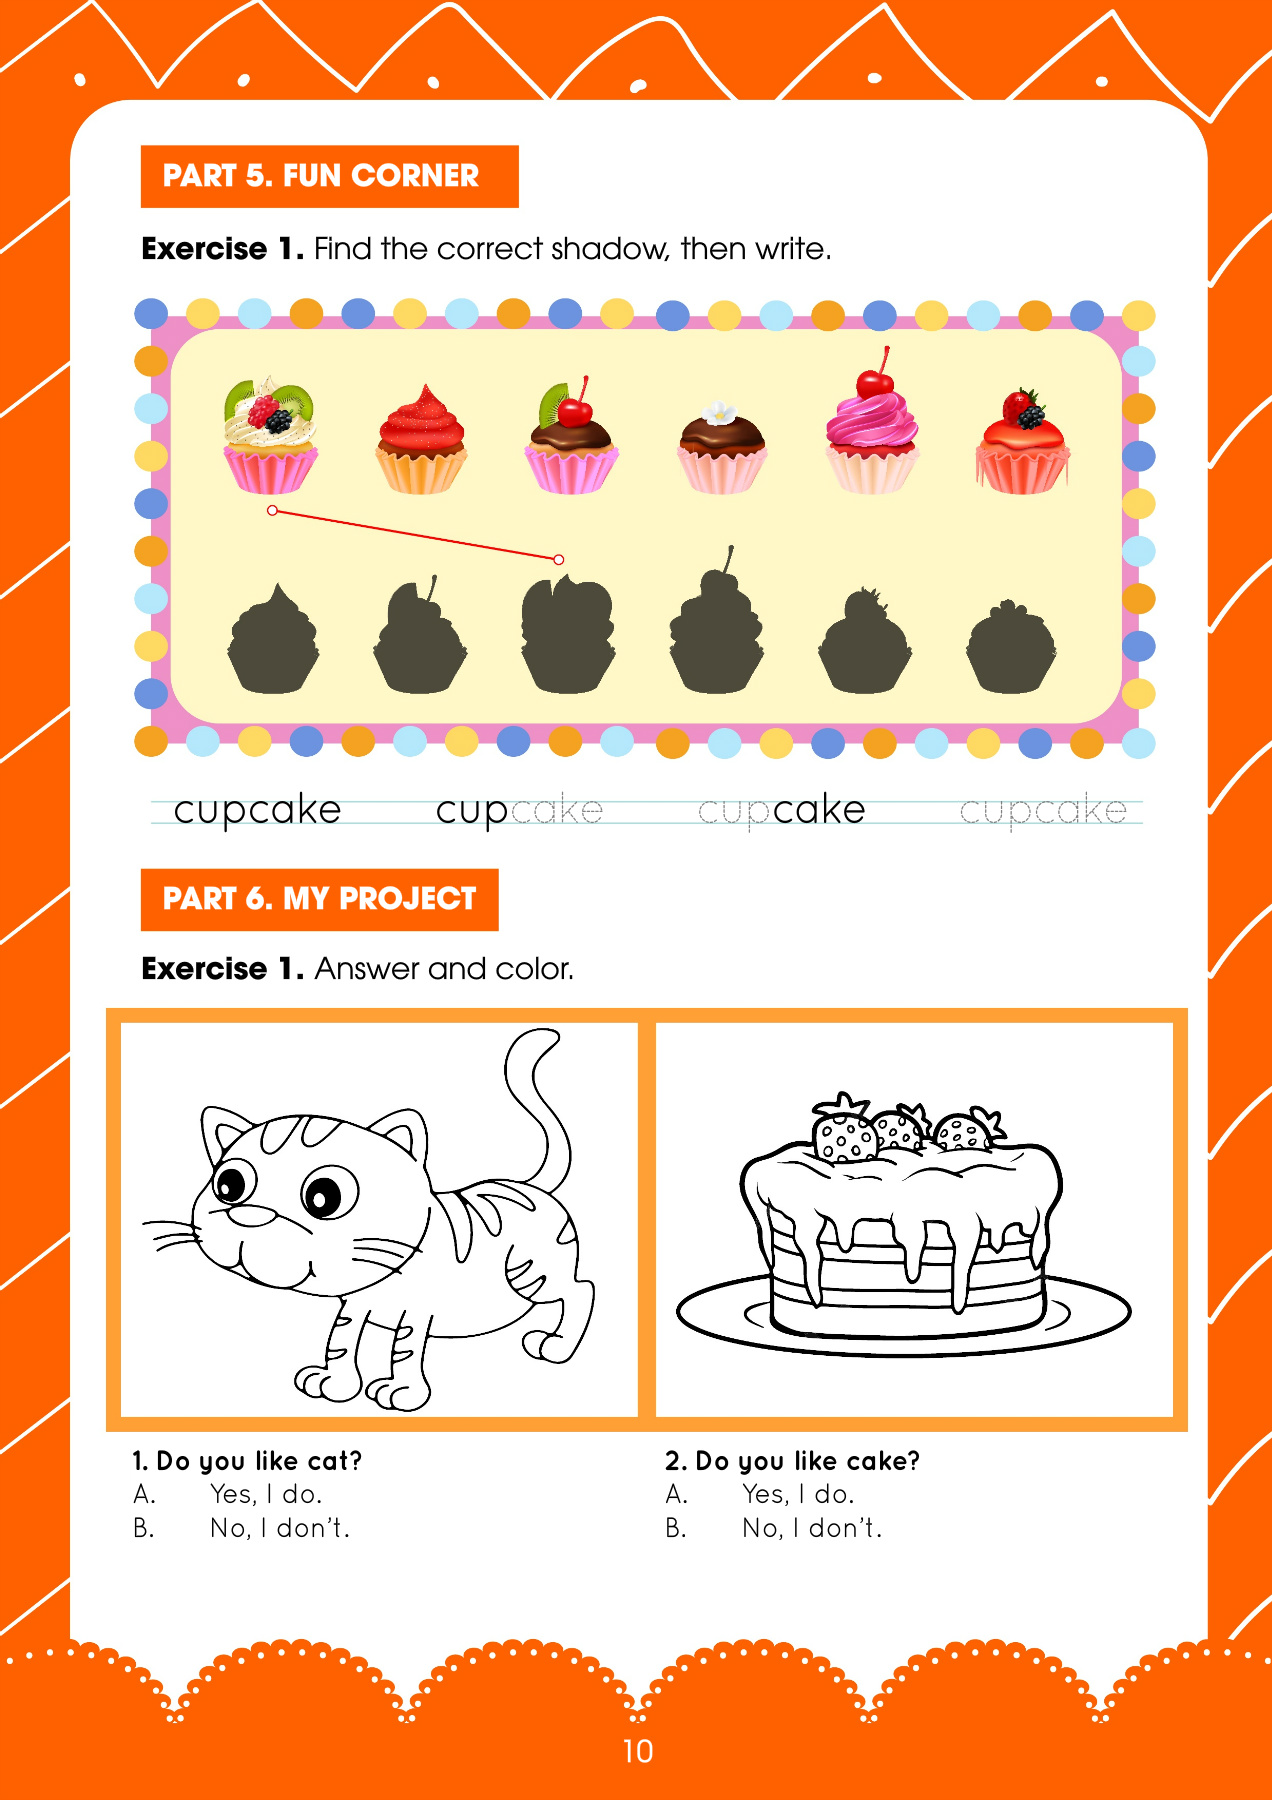 PART 5. FUN CORNER
Exercise 1. Find the correct shadow, then write.
cupcake cupcake cupcake cupcake
PART 6. MY PROJECT
Exercise 1. Answer and color.
1. Do you like cat?
A. Yes, I do.
B. No, I don't.
2. Do you like cake?
A. Yes, I do.
B. No, I don't.
10